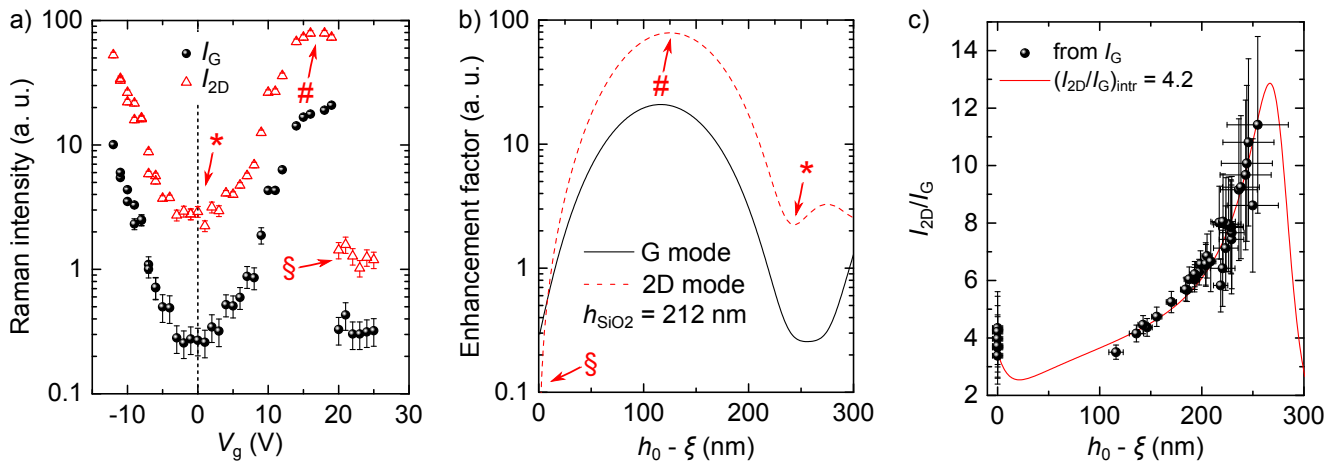 a)
Raman intensity (a. u.)
100
10
1
0.1
I_G
I_2D
*
#
§
-10 0 10 20 30
V_g (V)
b)
Enhancement factor (a. u.)
100
10
1
0.1
#
*
G mode
2D mode
h_SiO2 = 212 nm
§
0 100 200 300
h_0 - ξ (nm)
c)
I_2D/I_G
14
12
10
8
6
4
2
from I_G
(I_2D/I_G)_intr = 4.2
0 100 200 300
h_0 - ξ (nm)